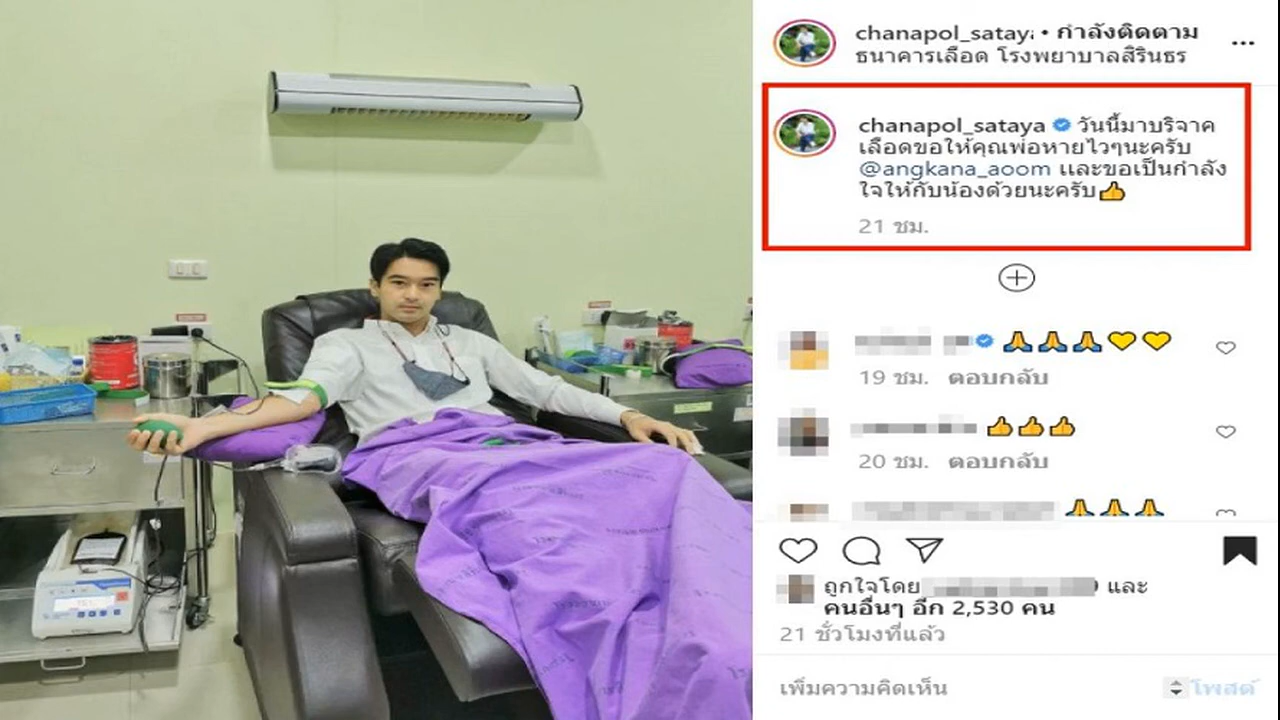 chanapol_sataya • กำลังติดตาม
ธนาคารเลือด โรงพยาบาลสิรินธร
chanapol_sataya วันนี้มาบริจาค
เลือดขอให้คุณพ่อหายไวๆนะครับ
@angkana_aoom และขอเป็นกำลัง
ใจให้กับน้องด้วยนะครับ👍
21 ชม.
🙏🙏🙏💛💛
19 ชม. ตอบกลับ
👍👍👍
20 ชม. ตอบกลับ
🙏🙏🙏
ถูกใจโดย และ
คนอื่นๆ อีก 2,530 คน
21 ชั่วโมงที่แล้ว
เพิ่มความคิดเห็น
โพสต์